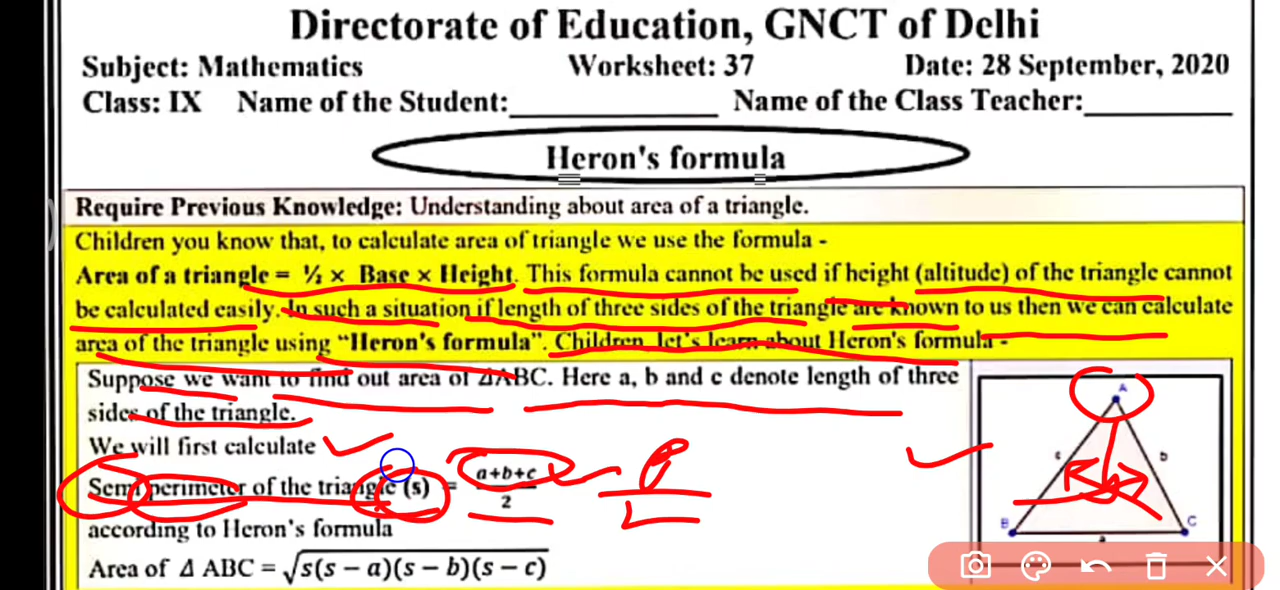 Directorate of Education, GNCT of Delhi
Subject: Mathematics Worksheet: 37 Date: 28 September, 2020
Class: IX Name of the Student:__________ Name of the Class Teacher:__________
Heron's formula
Require Previous Knowledge: Understanding about area of a triangle.
Children you know that, to calculate area of triangle we use the formula -
Area of a triangle = ½ × Base × Height. This formula cannot be used if height (altitude) of the triangle cannot
be calculated easily. In such a situation if length of three sides of the triangle are known to us then we can calculate
area of the triangle using “Heron's formula”. Children, let's learn about Heron's formula -
Suppose we want to find out area of ΔABC. Here a, b and c denote length of three
sides of the triangle.
We will first calculate
Semi perimeter of the triangle (s) = a+b+c
2
according to Heron's formula
Area of Δ ABC = √s(s − a)(s − b)(s − c)
A
c b
B C
a